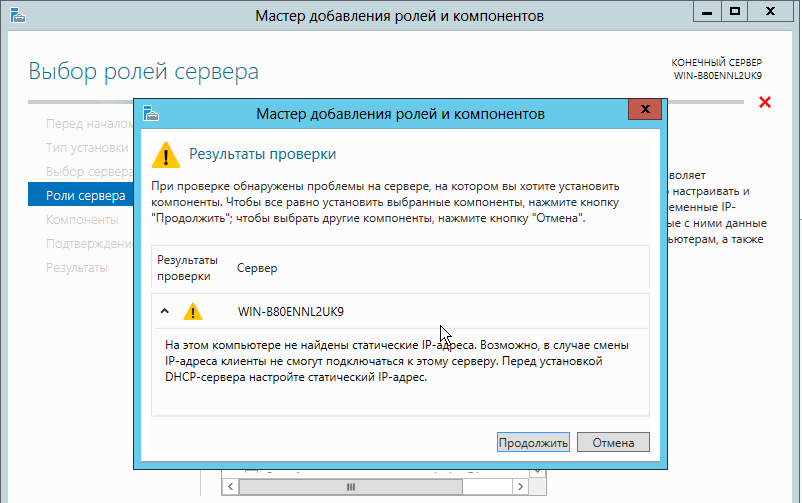 Мастер добавления ролей и компонентов
Выбор ролей сервера
КОНЕЧНЫЙ СЕРВЕР
WIN-B80ENNL2UK9
Перед началом
Тип установки
Выбор сервера
Роли сервера
Компоненты
Подтверждение
Результаты
Мастер добавления ролей и компонентов
Результаты проверки
При проверке обнаружены проблемы на сервере, на котором вы хотите установить
компоненты. Чтобы все равно установить выбранные компоненты, нажмите кнопку
"Продолжить"; чтобы выбрать другие компоненты, нажмите кнопку "Отмена".
Результаты
проверки
Сервер
WIN-B80ENNL2UK9
На этом компьютере не найдены статические IP-адреса. Возможно, в случае смены
IP-адреса клиенты не смогут подключаться к этому серверу. Перед установкой
DHCP-сервера настройте статический IP-адрес.
Продолжить
Отмена
настраивать и
IP-
с ними данные
а также